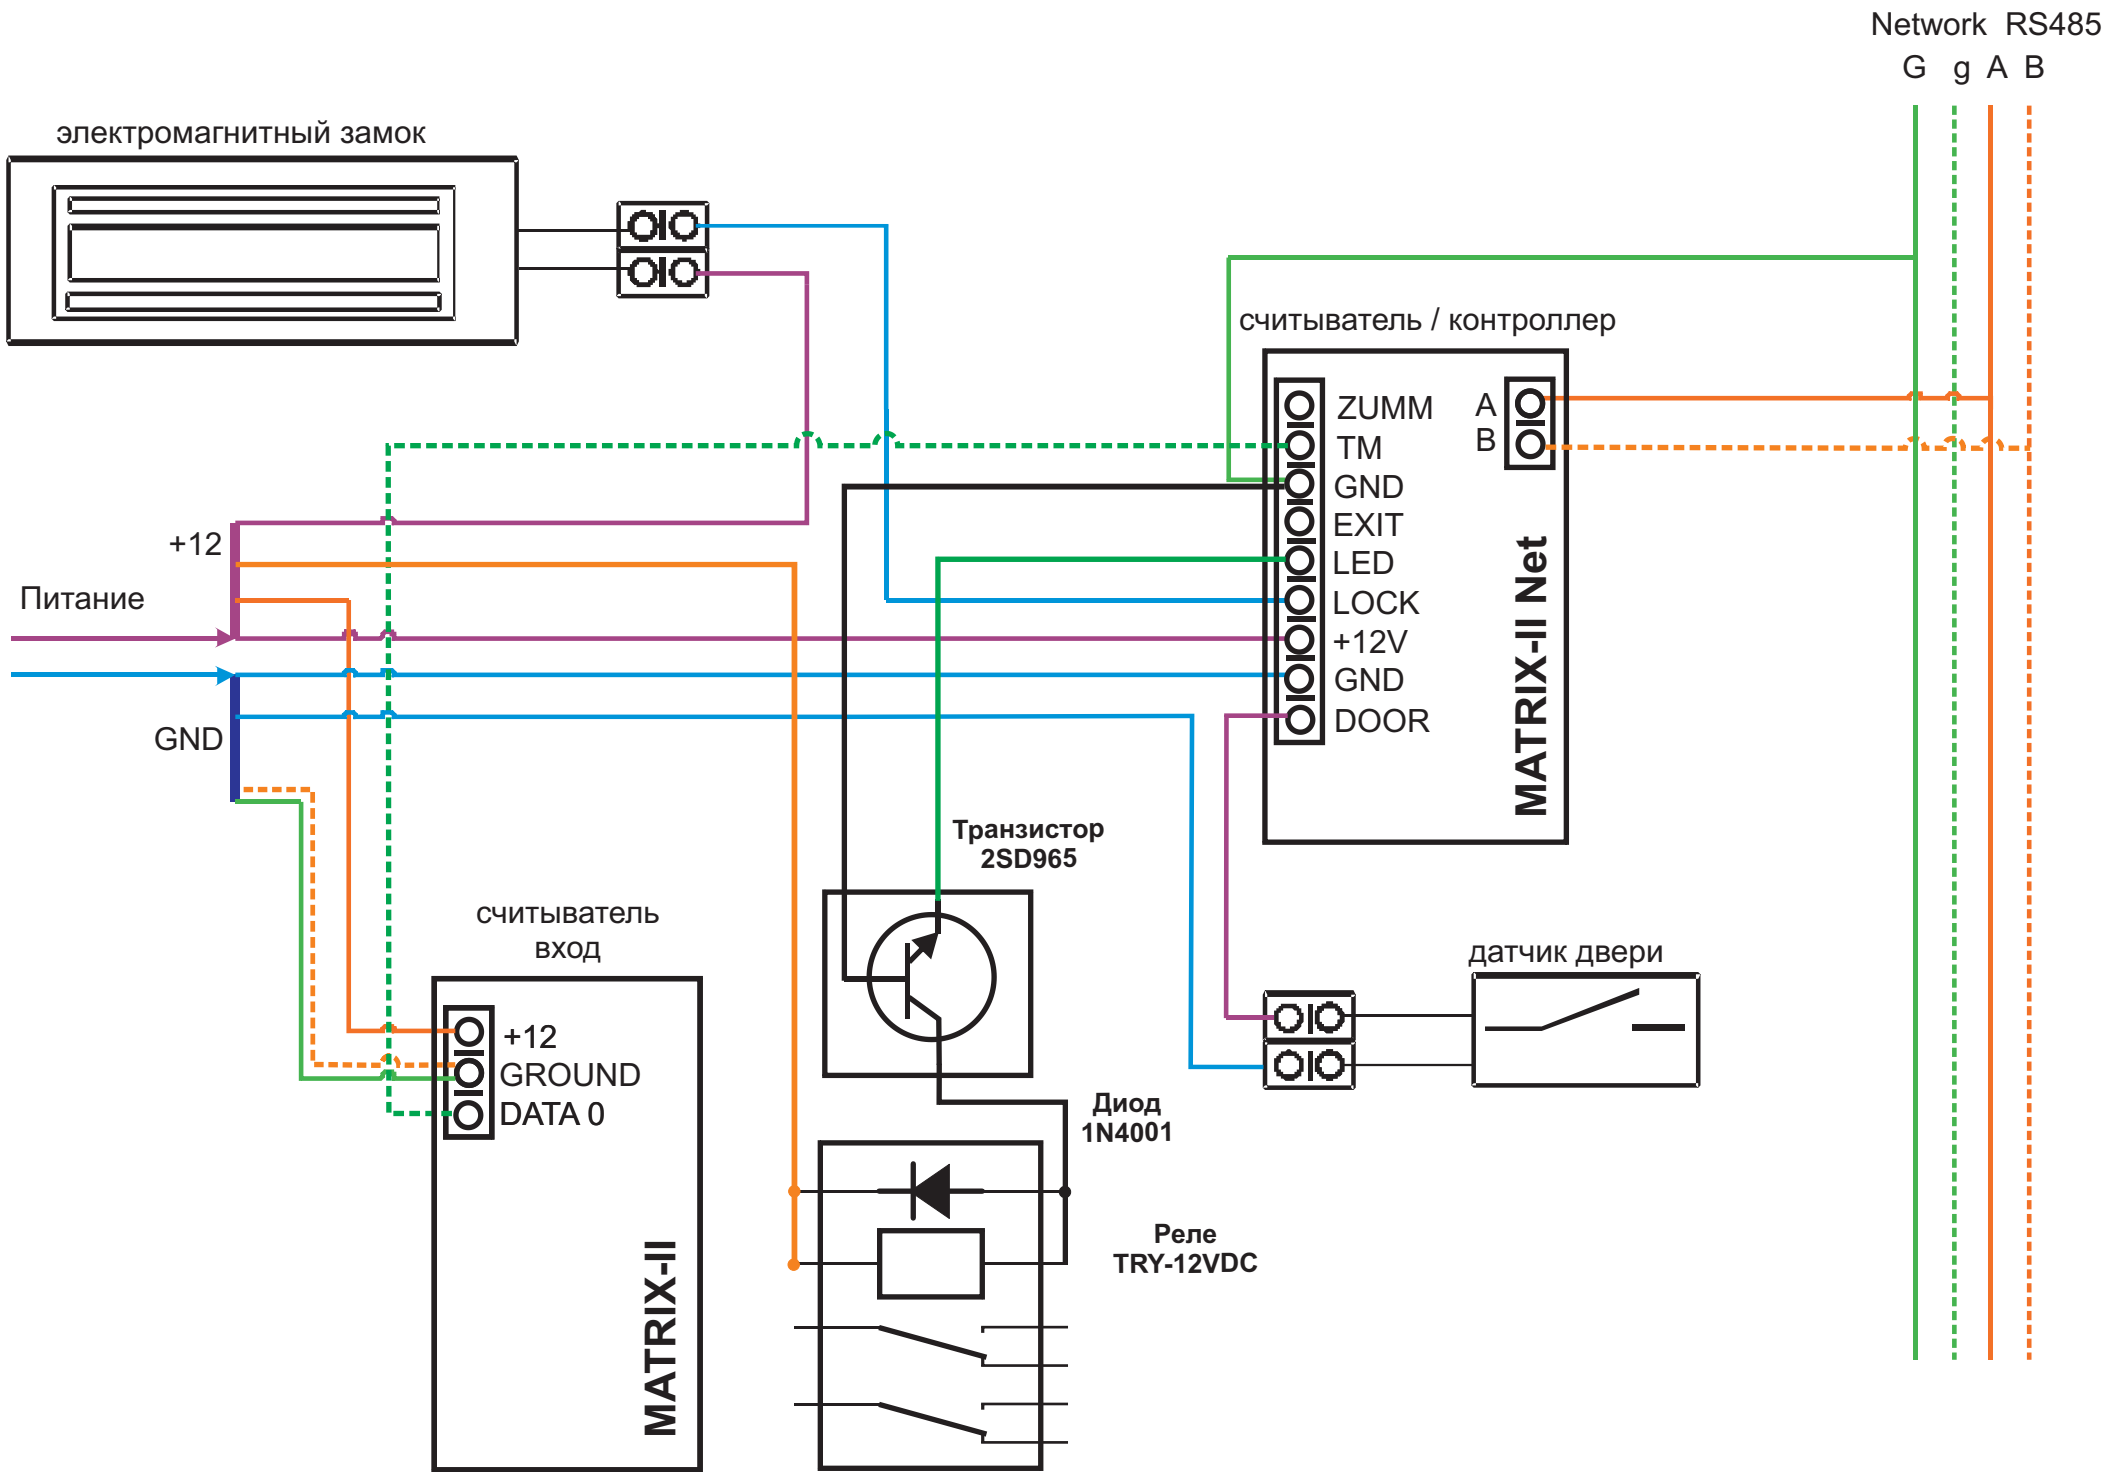 Network RS485
G g A B
электромагнитный замок
считыватель / контроллер
ZUMM
TM
GND
EXIT
LED
LOCK
+12V
GND
DOOR
A
B
MATRIX-II Net
+12
Питание
GND
Транзистор
2SD965
считыватель
вход
+12
GROUND
DATA 0
MATRIX-II
датчик двери
Диод
1N4001
Реле
TRY-12VDC